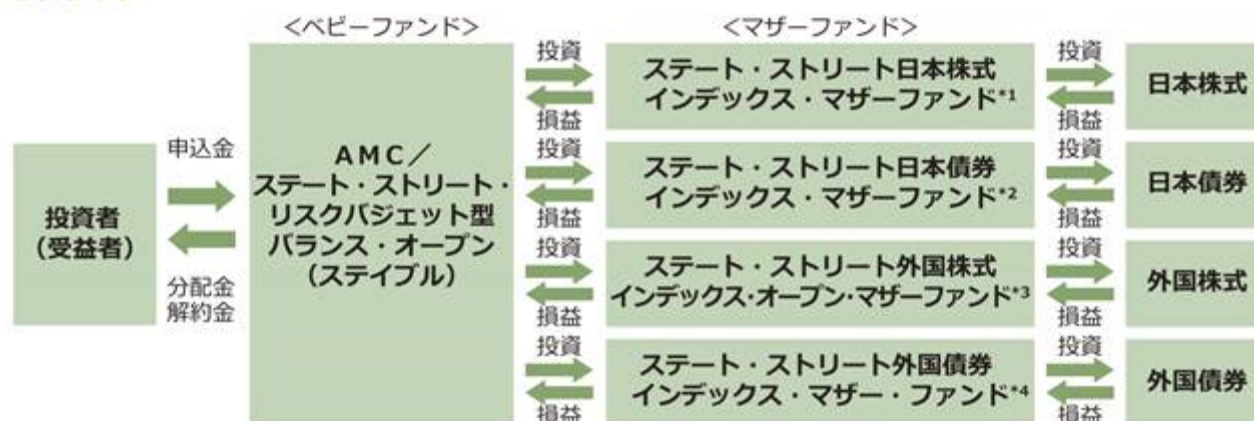 <ベビーファンド>
<マザーファンド>
投資者
(受益者)
申込金
分配金
解約金
AMC/
ステート・ストリート・
リスクバジェット型
バランス・オープン
(ステイブル)
投資
損益
ステート・ストリート日本株式
インデックス・マザーファンド*1
投資
損益
日本株式
投資
損益
ステート・ストリート日本債券
インデックス・マザーファンド*2
投資
損益
日本債券
投資
損益
ステート・ストリート外国株式
インデックス・オープン・マザーファンド*3
投資
損益
外国株式
投資
損益
ステート・ストリート外国債券
インデックス・マザー・ファンド*4
投資
損益
外国債券